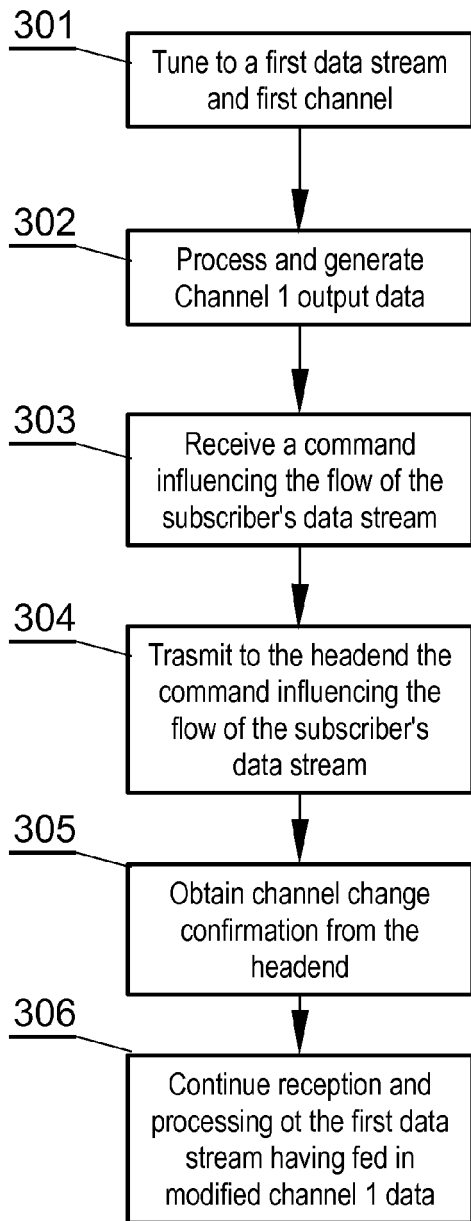 301
Tune to a first data stream
and first channel
302
Process and generate
Channel 1 output data
303
Receive a command
influencing the flow of the
subscriber's data stream
304
Trasmit to the headend the
command influencing the
flow of the subscriber's
data stream
305
Obtain channel change
confirmation from the
headend
306
Continue reception and
processing ot the first data
stream having fed in
modified channel 1 data